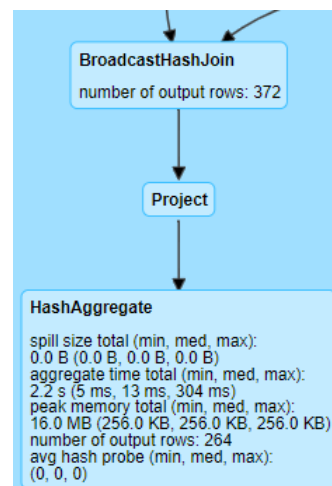 BroadcastHashJoin
number of output rows: 372
Project
HashAggregate
spill size total (min, med, max):
0.0 B (0.0 B, 0.0 B, 0.0 B)
aggregate time total (min, med, max):
2.2 s (5 ms, 13 ms, 304 ms)
peak memory total (min, med, max):
16.0 MB (256.0 KB, 256.0 KB, 256.0 KB)
number of output rows: 264
avg hash probe (min, med, max):
(0, 0, 0)